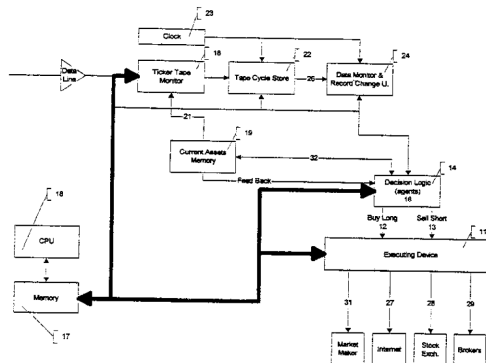 23
Clock
18
22
24
Data
Line
Ticker Tape
Monitor
Tape Cycle Store
26
Data Monitor &
Record Change U.
21
19
32
Current Assets
Memory
14
Feed Back
Decision Logic
(agents)
16
18
CPU
Buy Long
12
Sell Short
13
11
Executing Device
Memory
17
31
27
28
29
Market
Maker
Internet
Stock
Exch.
Brokers